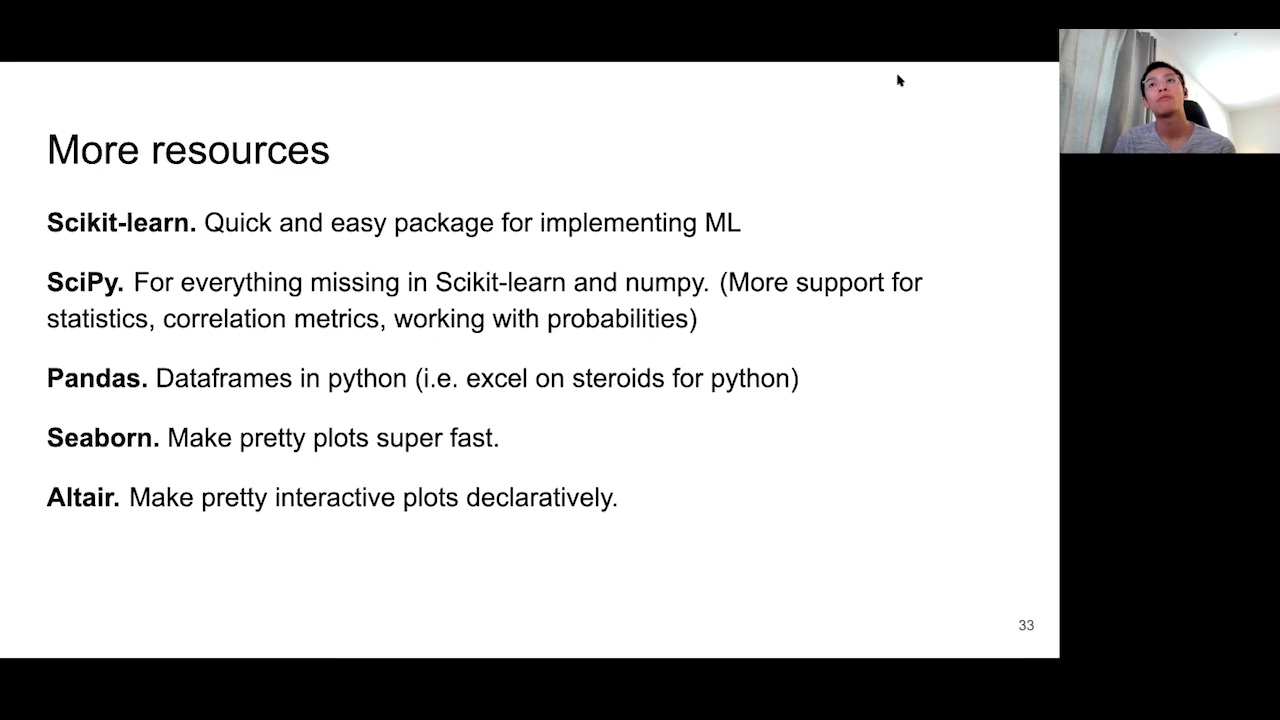 More resources
Scikit-learn. Quick and easy package for implementing ML
SciPy. For everything missing in Scikit-learn and numpy. (More support for
statistics, correlation metrics, working with probabilities)
Pandas. Dataframes in python (i.e. excel on steroids for python)
Seaborn. Make pretty plots super fast.
Altair. Make pretty interactive plots declaratively.
33